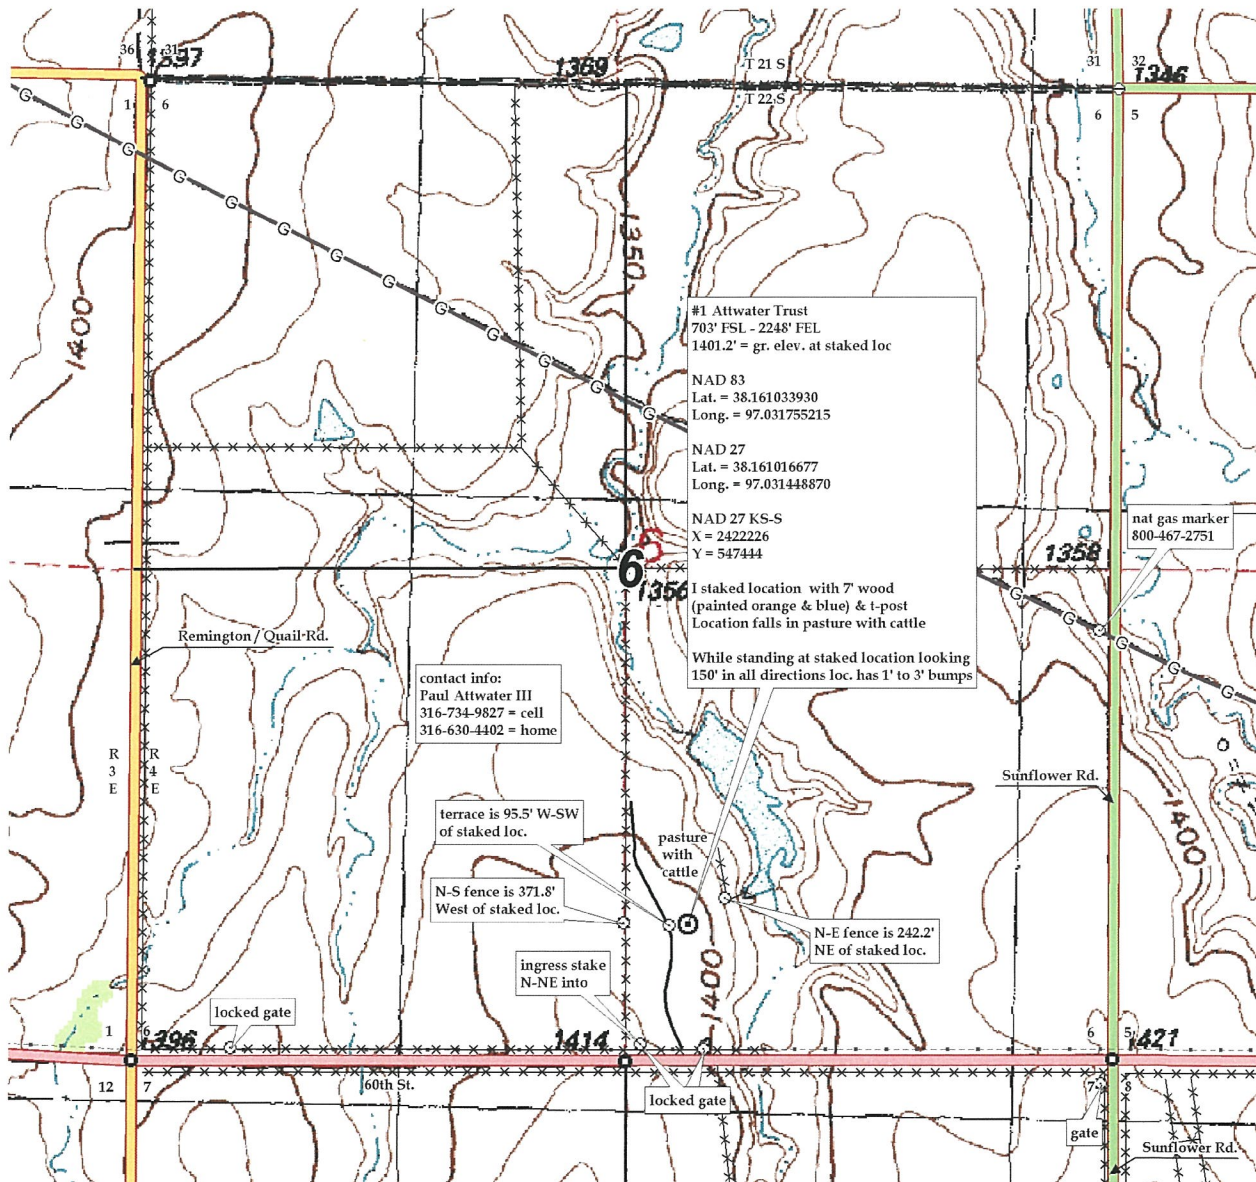 36 31
1397
1369
T 21 S
T 22 S
31 32
1346
1 6
6 5
G G G G G G G G G G G G G
1400
1350
#1 Attwater Trust
703' FSL - 2248' FEL
1401.2' = gr. elev. at staked loc
NAD 83
Lat. = 38.161033930
Long. = 97.031755215
NAD 27
Lat. = 38.161016677
Long. = 97.031448870
NAD 27 KS-S
X = 2422226
Y = 547444
I staked location with 7' wood
(painted orange & blue) & t-post
Location falls in pasture with cattle
While standing at staked location looking
150' in all directions loc. has 1' to 3' bumps
nat gas marker
800-467-2751
6
1356
1358
G G G G G
Remington / Quail Rd.
contact info:
Paul Attwater III
316-734-9827 = cell
316-630-4402 = home
R R
3 4
E E
Sunflower Rd.
1400
terrace is 95.5' W-SW
of staked loc.
pasture
with
cattle
N-S fence is 371.8'
West of staked loc.
N-E fence is 242.2'
NE of staked loc.
ingress stake
N-NE into
1400
locked gate
1 6
1396
1414
6 5
1421
12 7
60th St.
locked gate
7 8
gate
Sunflower Rd.